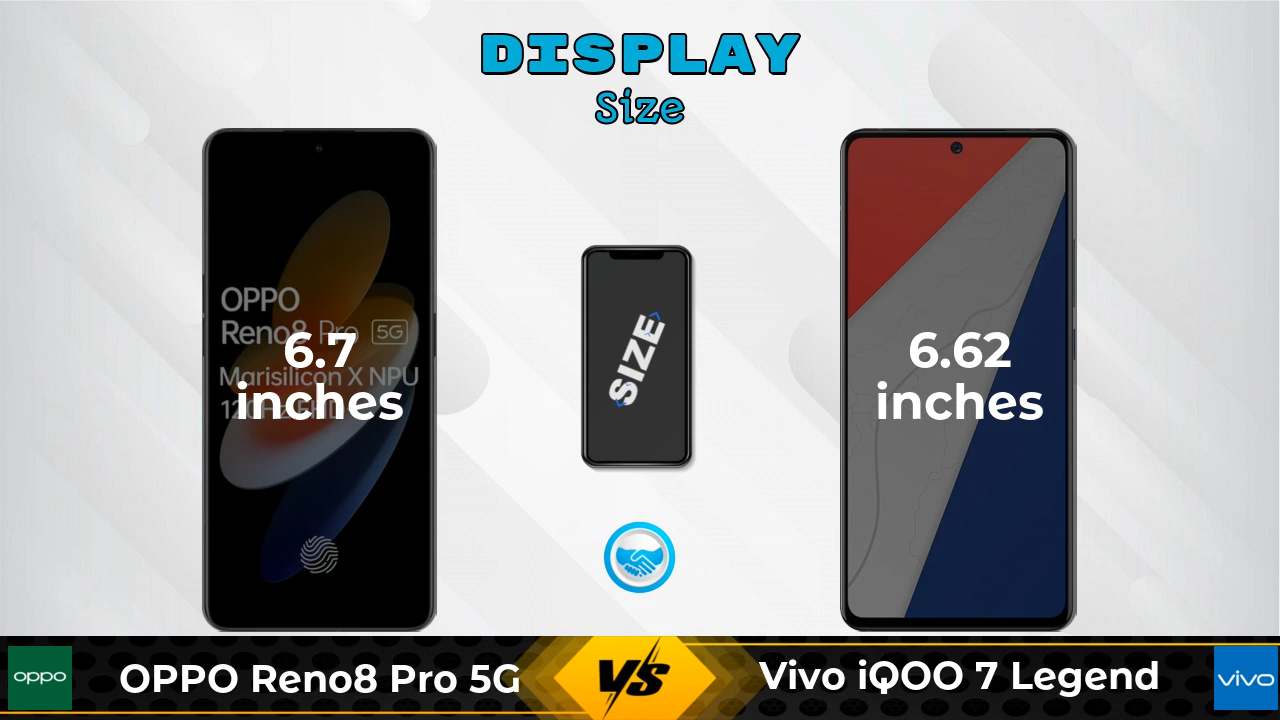 DISPLAY
Size
OPPO
Reno8 Pro 5G
Marisilicon X NPU
6.7
inches
SIZE
6.62
inches
oppo
OPPO Reno8 Pro 5G
VS
Vivo iQOO 7 Legend
vivo